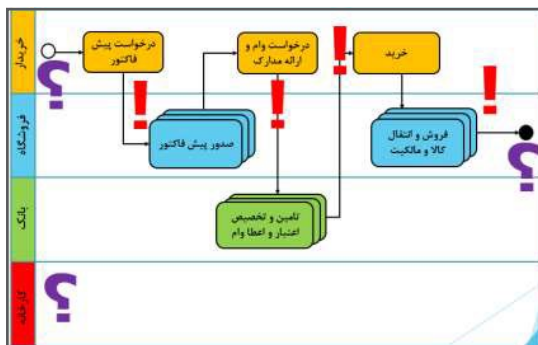 خریدار
درخواست پیش
فاکتور
درخواست وام و
ارائه مدارک
خرید
!
!
!
!
؟
فروشگاه
صدور پیش فاکتور
فروش و انتقال
کالا و مالکیت
؟
بانک
تامین و تخصیص
اعتبار و اعطا وام
کارخانه
؟